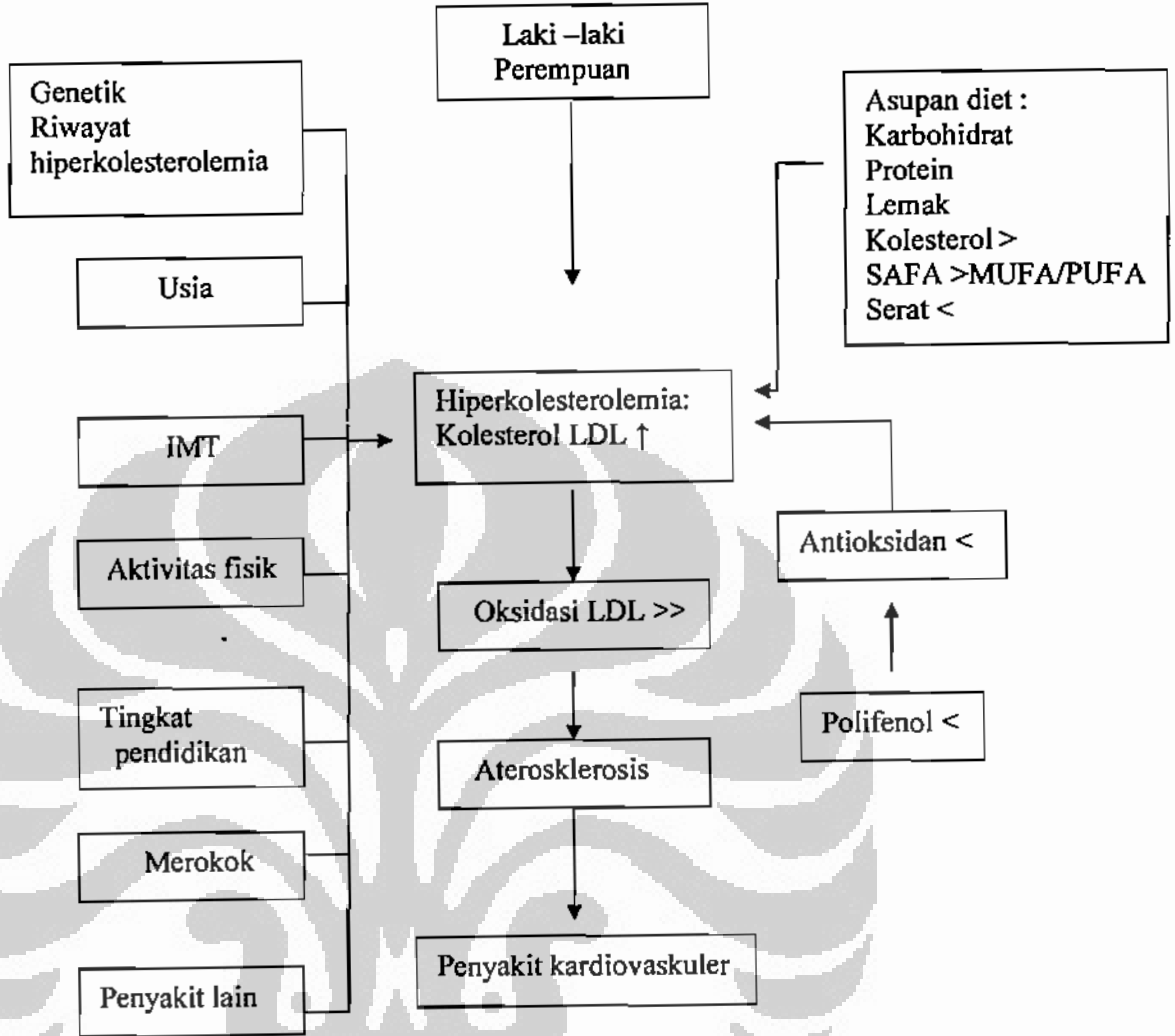 Laki –laki
Perempuan
Genetik
Riwayat
hiperkolesterolemia
Usia
IMT
Aktivitas fisik
Tingkat
pendidikan
Merokok
Penyakit lain
Asupan diet :
Karbohidrat
Protein
Lemak
Kolesterol >
SAFA >MUFA/PUFA
Serat <
Hiperkolesterolemia:
Kolesterol LDL ↑
Oksidasi LDL >>
Aterosklerosis
Penyakit kardiovaskuler
Antioksidan <
Polifenol <